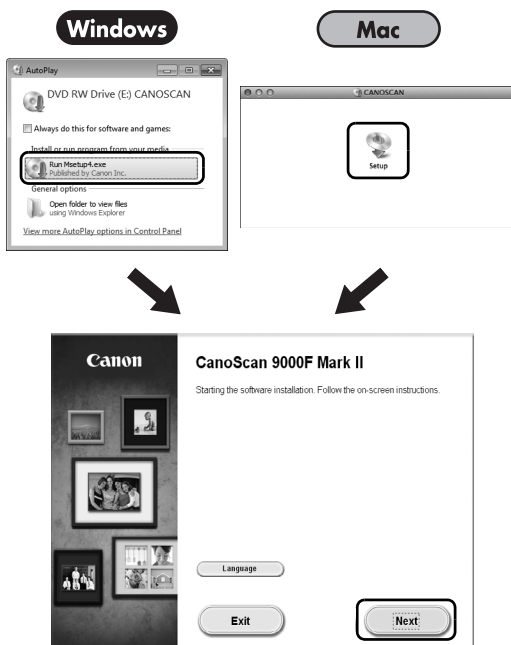 Windows
Mac
AutoPlay
DVD RW Drive (E:) CANOSCAN
Always do this for software and games:
Install or run program from your media
Run Msetup4.exe
Published by Canon Inc.
General options
Open folder to view files
using Windows Explorer
View more AutoPlay options in Control Panel
CANOSCAN
Setup
Canon
CanoScan 9000F Mark II
Starting the software installation. Follow the on-screen instructions.
Language
Exit
Next